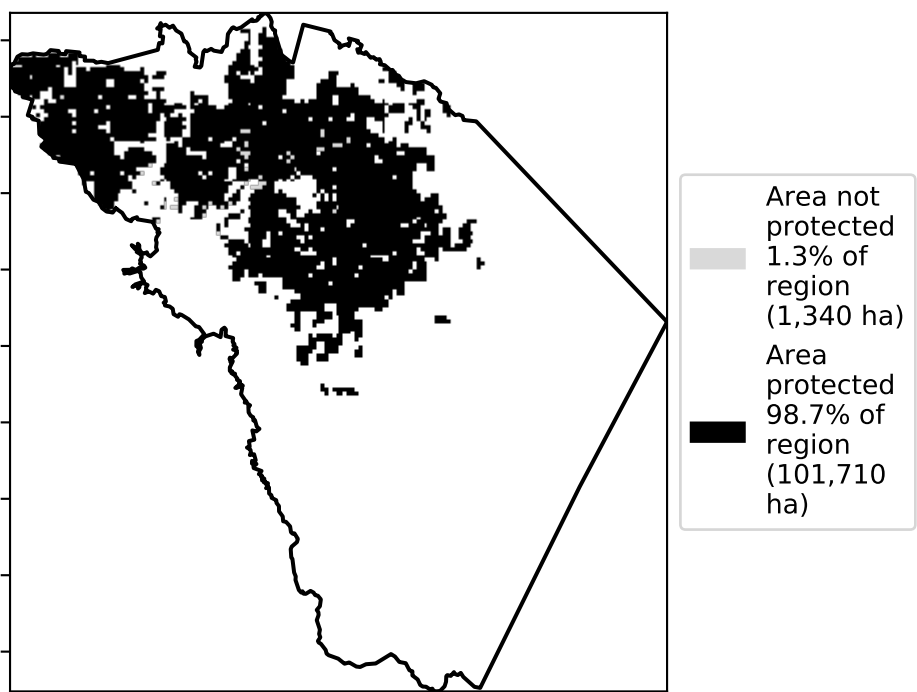 Area not
protected
1.3% of
region
(1,340 ha)
Area
protected
98.7% of
region
(101,710
ha)